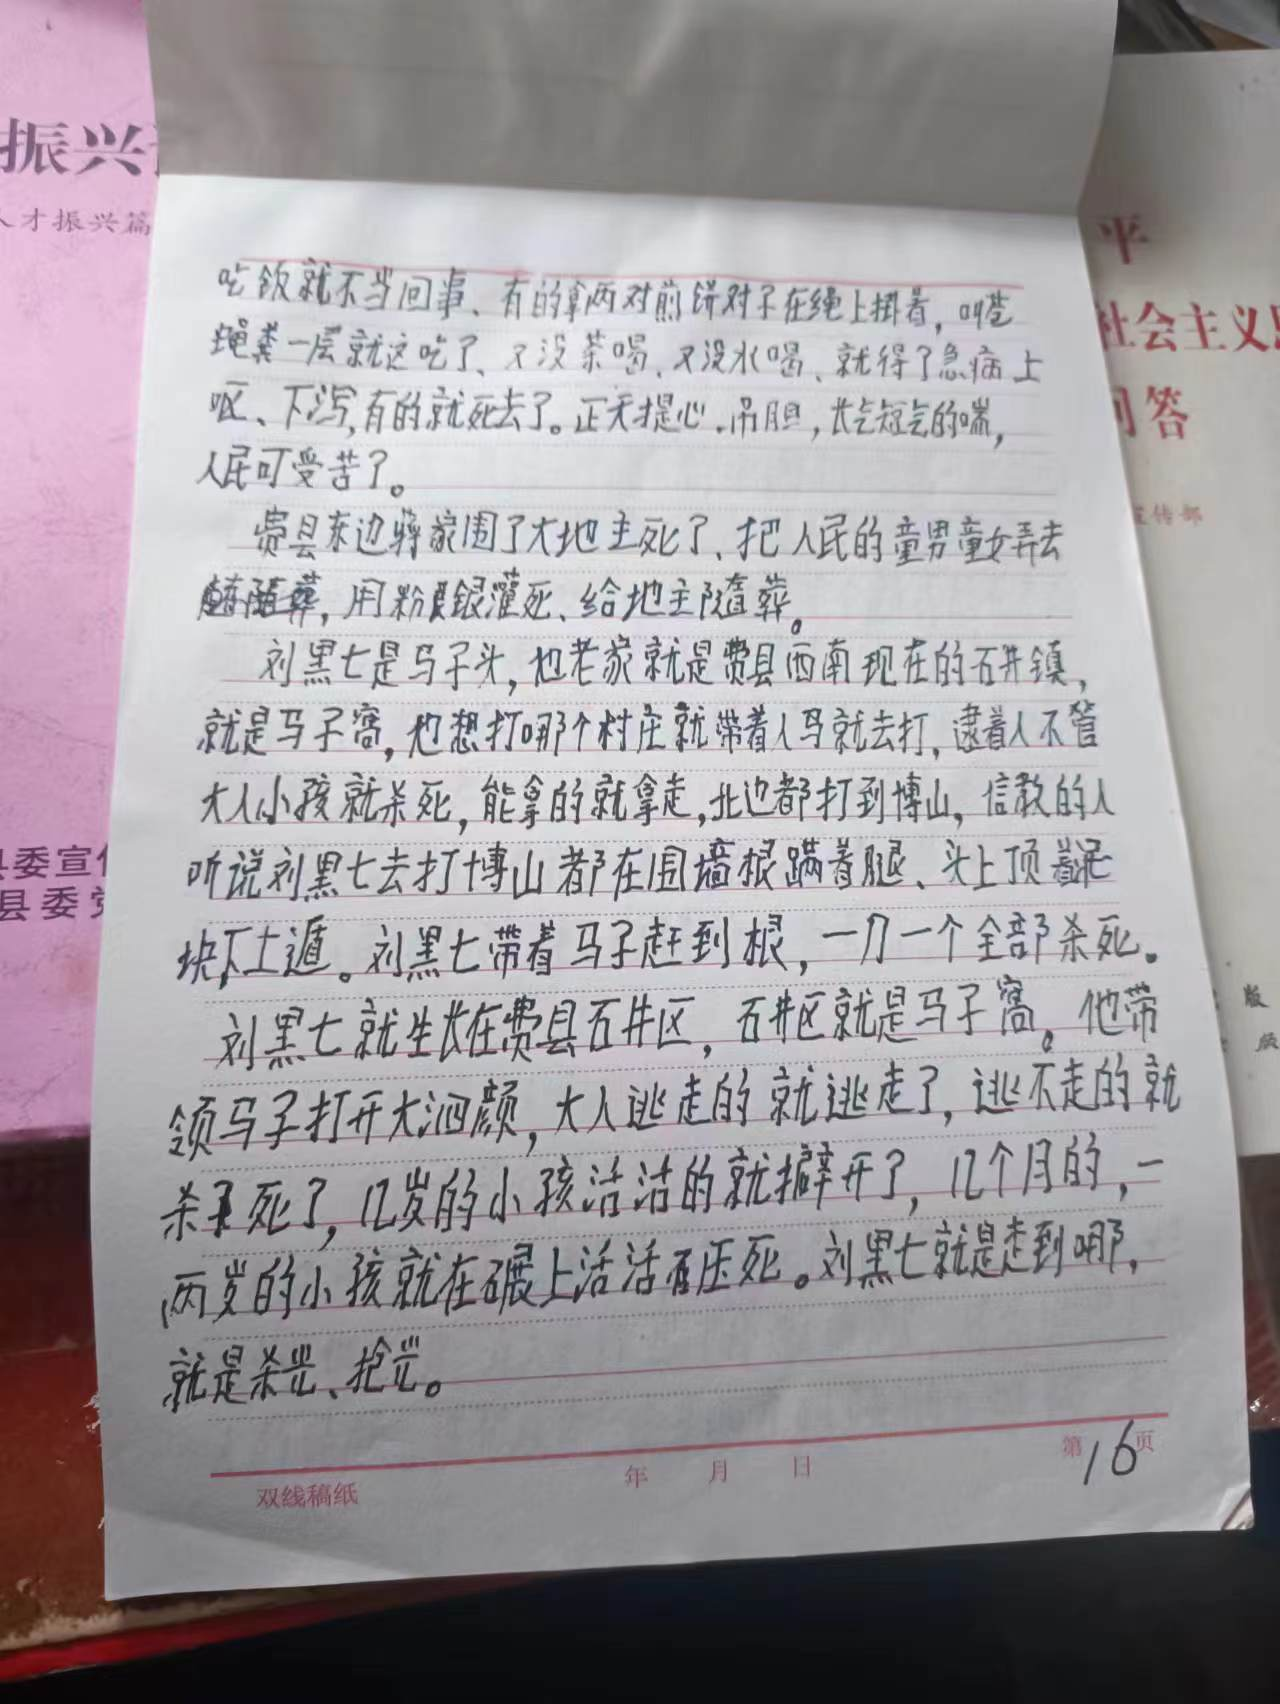 振兴
人才振兴篇
县委宣传
县委党
平
社会主义思
问答
宣传部
版
版
吃饭就不当回事、有的拿两对煎饼对子在绳上掛着，叫苍
蝇粪一层就这吃了、又没茶喝、又没水喝、就得了急病上
呕、下泻，有的就死去了。正天提心．吊胆，长气短气的喘，
人民可受苦了。
费县东边蒋家围了大地主死了、把人民的童男童女弄去
随葬，用粉银灌死、给地主随葬。
刘黑七是马子头，他老家就是费县西南现在的石井镇，
就是马子窝，他想打哪个村庄就带着人马就去打，逮着人不管
大人小孩就杀死，能拿的就拿走，北边都打到博山，信教的人
听说刘黑七去打博山都在围墙根蹒着腿、头上顶着
块下土遁。刘黑七带着马子赶到根，一刀一个全部杀死。
刘黑七就生长在费县石井区，石井区就是马子窝。他带
领马子打开大泗颜，大人逃走的就逃走了，逃不走的就
杀死了，几岁的小孩活活的就擗开了，几个月的，一
两岁的小孩就在碾上活活压死。刘黑七就是走到哪，
就是杀光、抢光。
双线稿纸
年 月 日
第16页